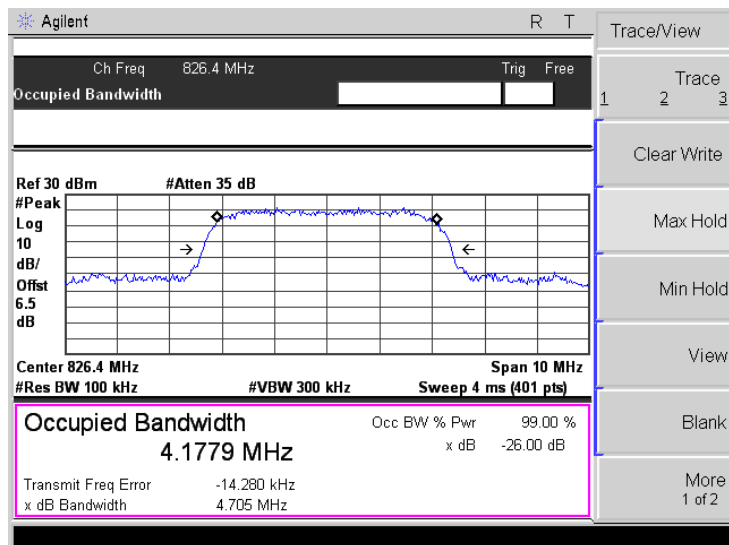 Agilent R T
Trace/View
Ch Freq 826.4 MHz Trig Free
Occupied Bandwidth
Trace
1 2 3
Clear Write
Max Hold
Min Hold
View
Blank
More
1 of 2
Ref 30 dBm #Atten 35 dB
#Peak
Log
10
dB/
Offst
6.5
dB
Center 826.4 MHz Span 10 MHz
#Res BW 100 kHz #VBW 300 kHz Sweep 4 ms (401 pts)
Occupied Bandwidth Occ BW % Pwr 99.00 %
4.1779 MHz x dB -26.00 dB
Transmit Freq Error -14.280 kHz
x dB Bandwidth 4.705 MHz